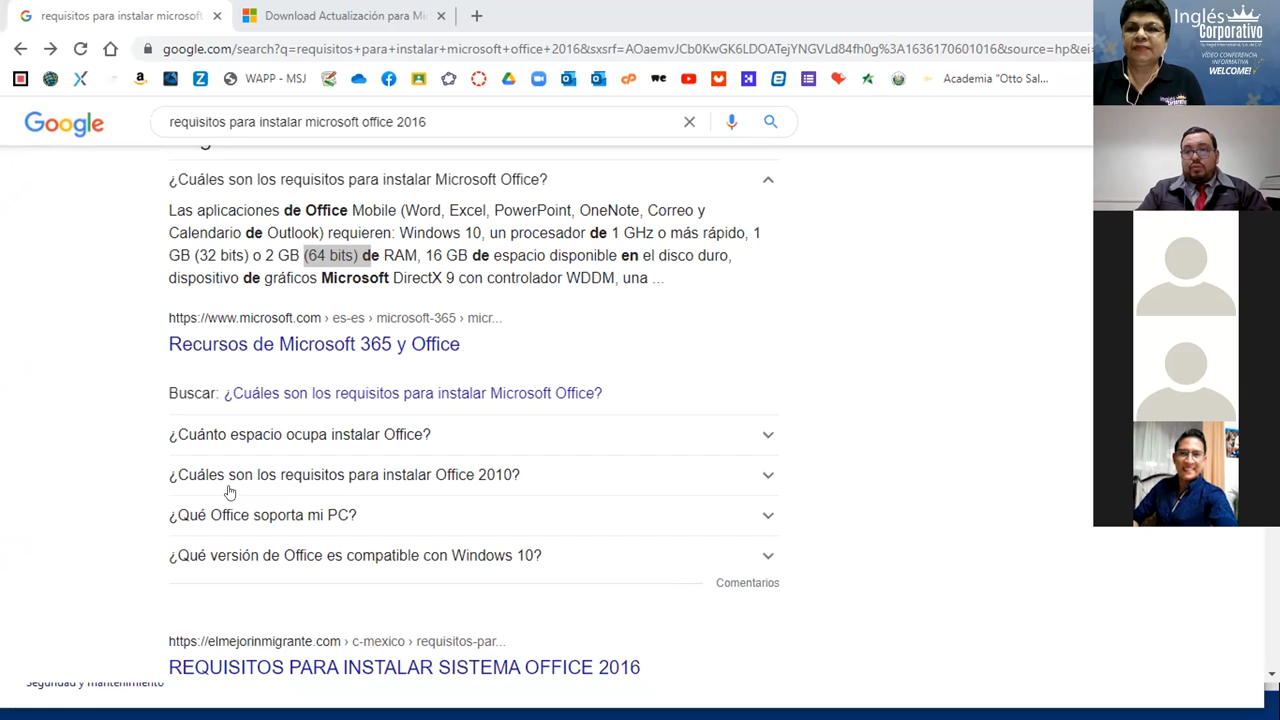 requisitos para instalar microsoft
Download Actualización para Mi
google.com/search?q=requisitos+para+instalar+microsoft+office+2016&sxsrf=AOaemvJCb0KwGK6LDOATejYNGVLd84fh0g%3A1636170601016&source=hp&ei=
WAPP - MSJ
Academia "Otto Sal...
Google
requisitos para instalar microsoft office 2016
¿Cuáles son los requisitos para instalar Microsoft Office?
Las aplicaciones de Office Mobile (Word, Excel, PowerPoint, OneNote, Correo y
Calendario de Outlook) requieren: Windows 10, un procesador de 1 GHz o más rápido, 1
GB (32 bits) o 2 GB (64 bits) de RAM, 16 GB de espacio disponible en el disco duro,
dispositivo de gráficos Microsoft DirectX 9 con controlador WDDM, una ...
https://www.microsoft.com › es-es › microsoft-365 › micr...
Recursos de Microsoft 365 y Office
Buscar: ¿Cuáles son los requisitos para instalar Microsoft Office?
¿Cuánto espacio ocupa instalar Office?
¿Cuáles son los requisitos para instalar Office 2010?
¿Qué Office soporta mi PC?
¿Qué versión de Office es compatible con Windows 10?
Comentarios
https://elmejorinmigrante.com › c-mexico › requisitos-par...
REQUISITOS PARA INSTALAR SISTEMA OFFICE 2016
Seguridad y mantenimiento
Inglés
Corporativo
VÍDEO CONFERENCIA
INFORMATIVA
WELCOME!